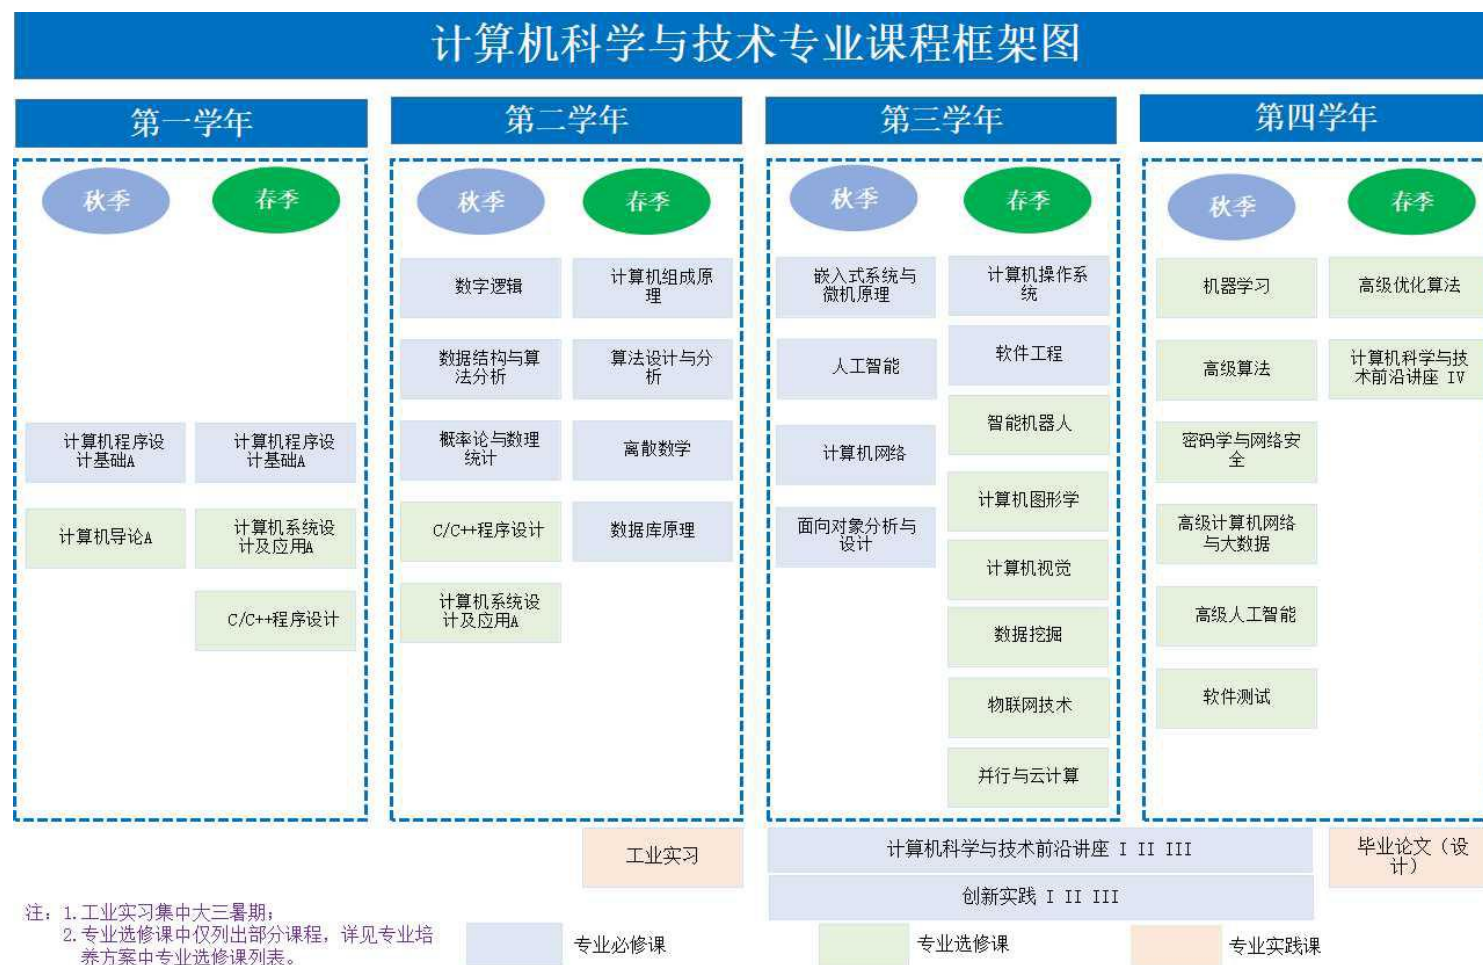 计算机科学与技术专业课程框架图
第一学年
第二学年
第三学年
第四学年
秋季
春季
秋季
春季
秋季
春季
秋季
春季
计算机程序设
计基础A
计算机导论A
计算机程序设
计基础A
计算机系统设
计及应用A
C/C++程序设计
数字逻辑
数据结构与算
法分析
概率论与数理
统计
C/C++程序设计
计算机系统设
计及应用A
计算机组成原
理
算法设计与分
析
离散数学
数据库原理
嵌入式系统与
微机原理
人工智能
计算机网络
面向对象分析与
设计
计算机操作系
统
软件工程
智能机器人
计算机图形学
计算机视觉
数据挖掘
物联网技术
并行与云计算
机器学习
高级算法
密码学与网络安
全
高级计算机网络
与大数据
高级人工智能
软件测试
高级优化算法
计算机科学与技
术前沿讲座 IV
工业实习
计算机科学与技术前沿讲座 I II III
毕业论文（设
计）
创新实践 I II III
注：1.工业实习集中大三暑期；
2.专业选修课中仅列出部分课程，详见专业培
养方案中专业选修课列表。
专业必修课
专业选修课
专业实践课